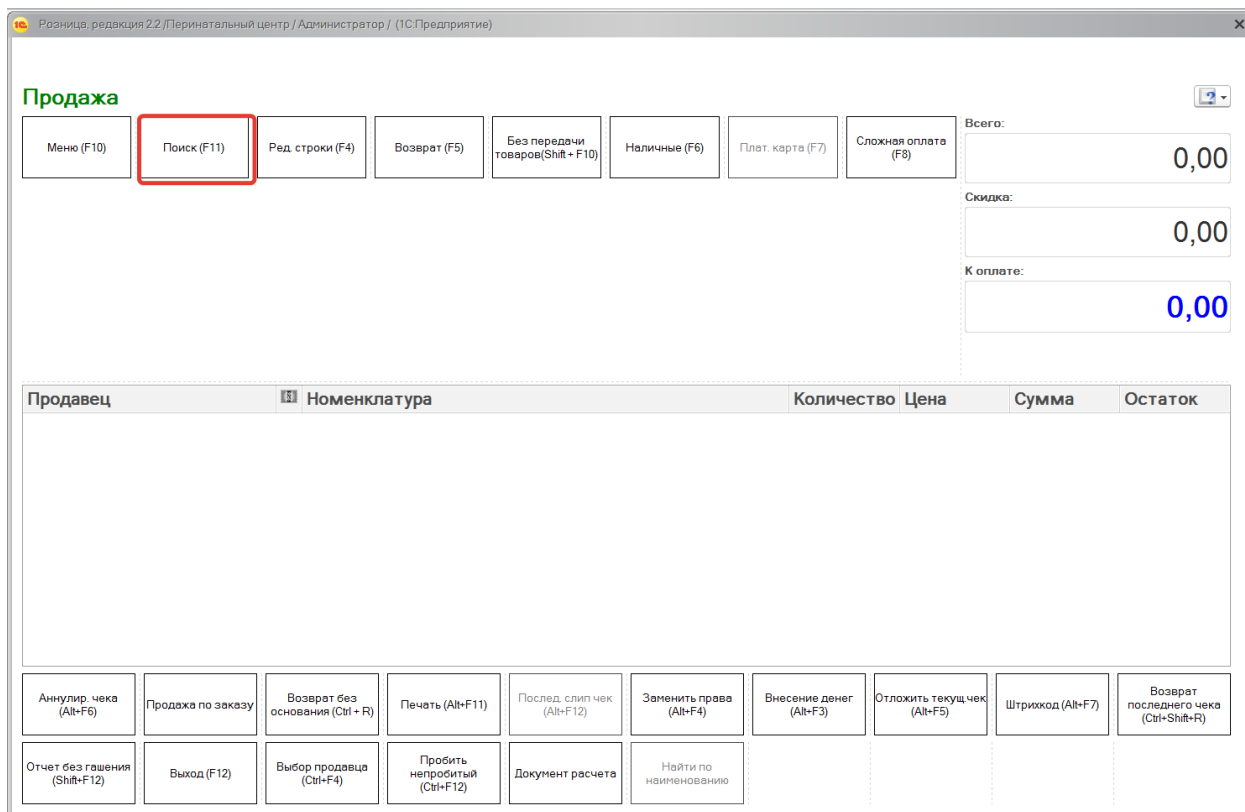 Розница, редакция 2.2 /Перинатальный центр / Администратор / (1С:Предприятие)
Продажа
Меню (F10)
Поиск (F11)
Ред. строки (F4)
Возврат (F5)
Без передачи
товаров(Shift + F10)
Наличные (F6)
Плат. карта (F7)
Сложная оплата
(F8)
Всего:
0,00
Скидка:
0,00
К оплате:
0,00
Продавец Номенклатура Количество Цена Сумма Остаток
Аннулир. чека
(Alt+F6)
Продажа по заказу
Возврат без
основания (Ctrl + R)
Печать (Alt+F11)
Послед. слип чек
(Alt+F12)
Заменить права
(Alt+F4)
Внесение денег
(Alt+F3)
Отложить текущ.чек
(Alt+F5)
Штрихкод (Alt+F7)
Возврат
последнего чека
(Ctrl+Shift+R)
Отчет без гашения
(Shift+F12)
Выход (F12)
Выбор продавца
(Ctrl+F4)
Пробить
непробитый
(Ctrl+F12)
Документ расчета
Найти по
наименованию